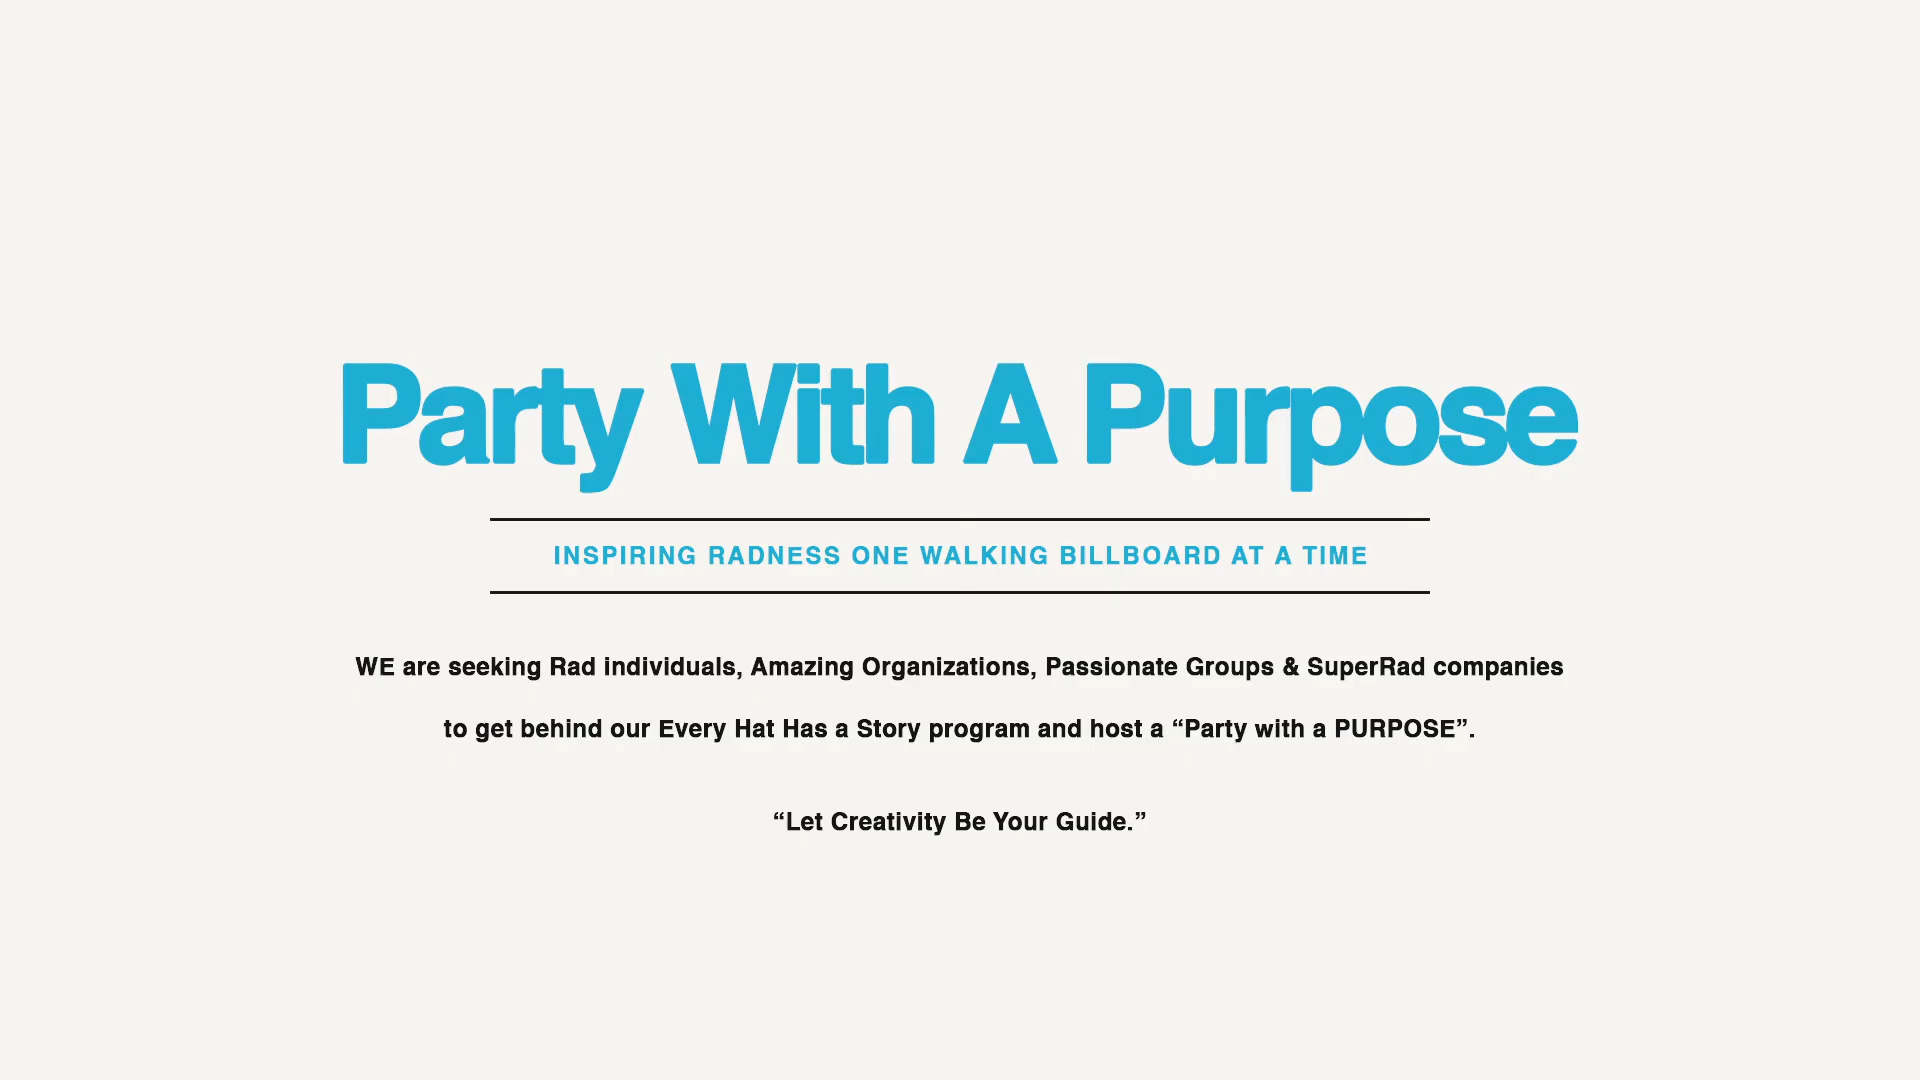 Party With A Purpose
INSPIRING RADNESS ONE WALKING BILLBOARD AT A TIME
WE are seeking Rad individuals, Amazing Organizations, Passionate Groups & SuperRad companies
to get behind our Every Hat Has a Story program and host a “Party with a PURPOSE”.
“Let Creativity Be Your Guide.”